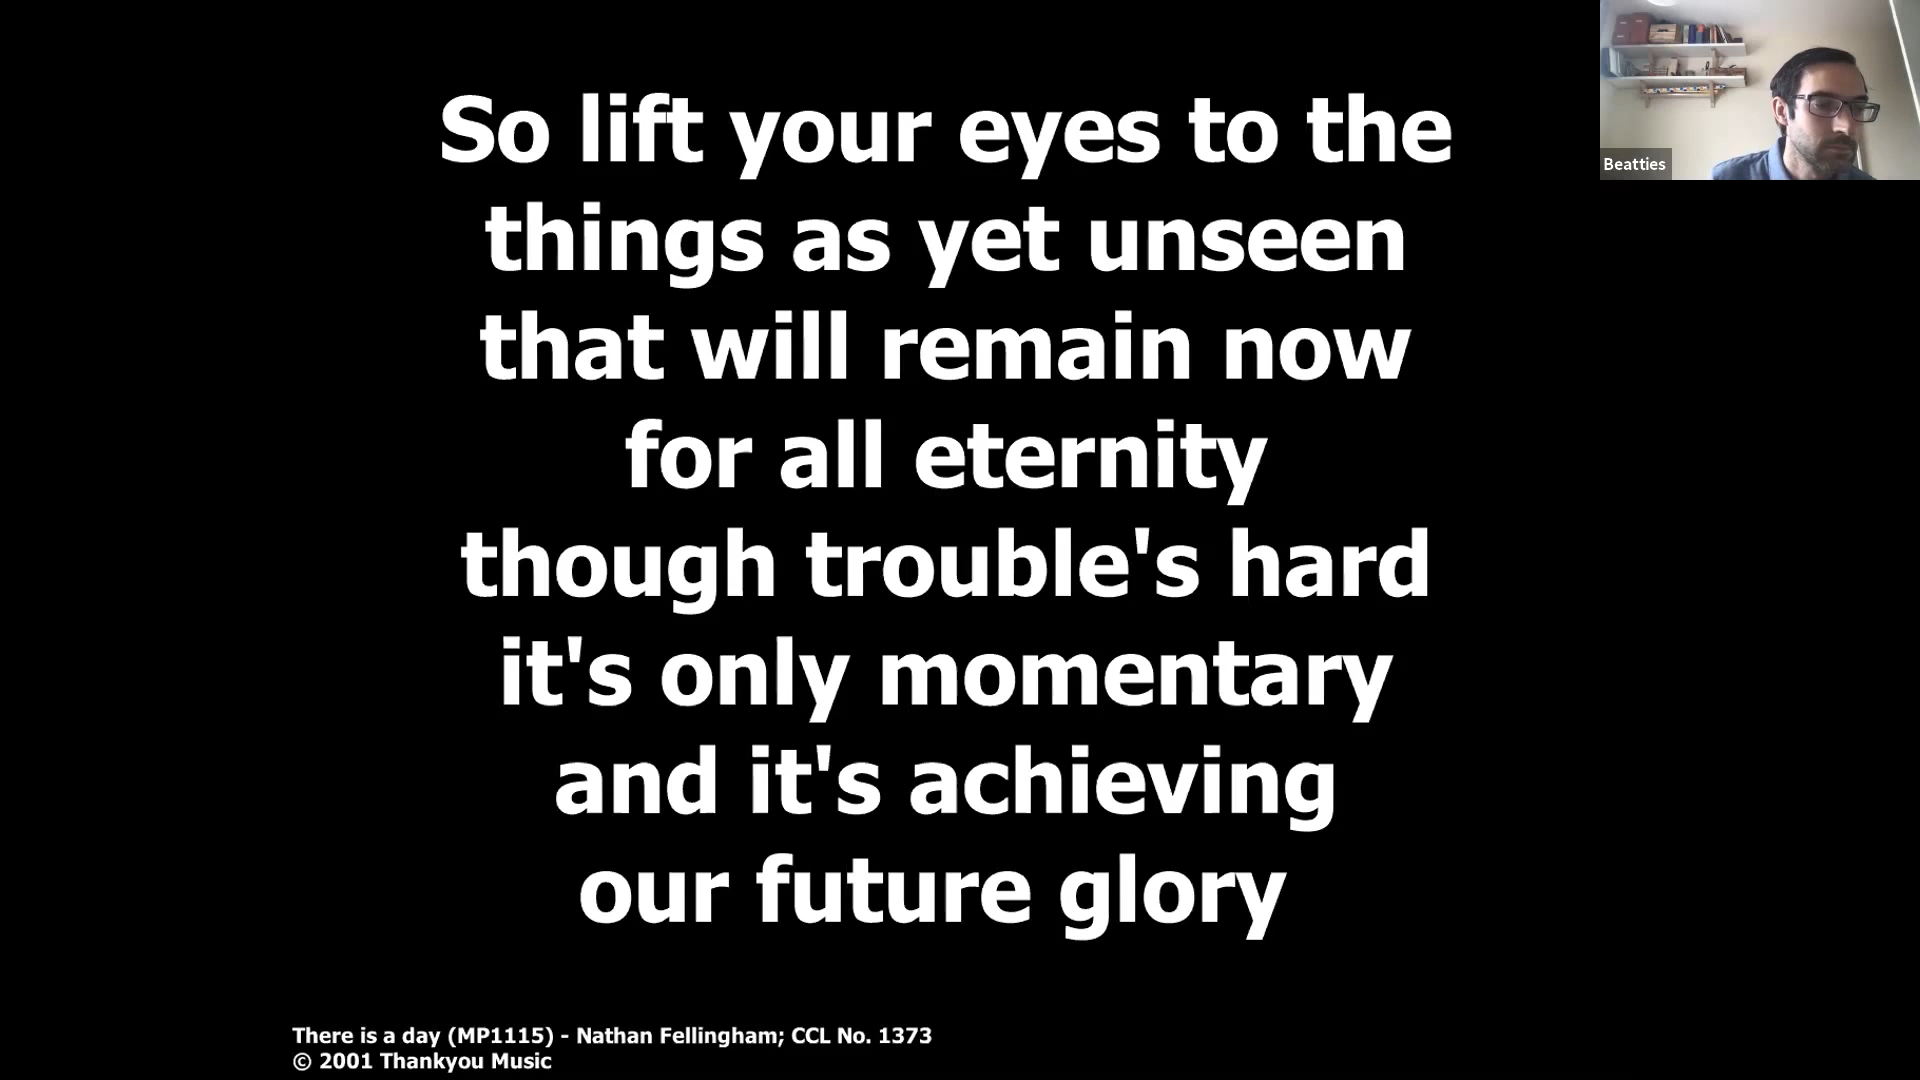 So lift your eyes to the
things as yet unseen
that will remain now
for all eternity
though trouble's hard
it's only momentary
and it's achieving
our future glory
There is a day (MP1115) - Nathan Fellingham; CCL No. 1373
© 2001 Thankyou Music
Beatties